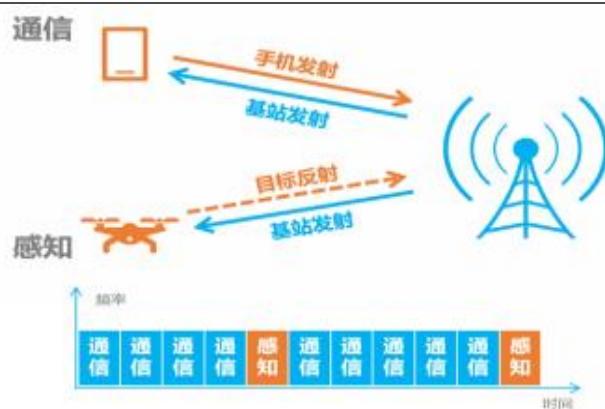 通信
手机发射
基站发射
目标反射
基站发射
感知
频率
通信 通信 通信 通信 感知 通信 通信 通信 通信 通信 感知
时间